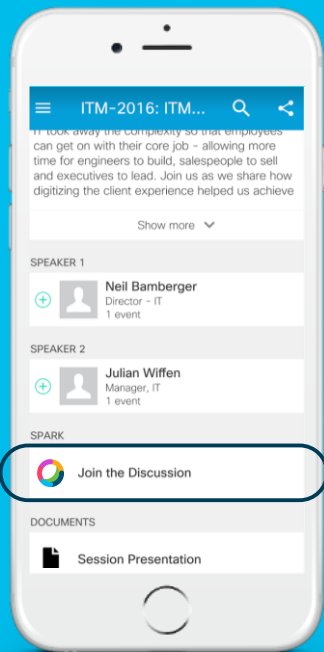 ITM-2016: ITM...
IT took away the complexity so that employees
can get on with their core job - allowing more
time for engineers to build, salespeople to sell
and executives to lead. Join us as we share how
digitizing the client experience helped us achieve
Show more
SPEAKER 1
Neil Bamberger
Director - IT
1 event
SPEAKER 2
Julian Wiffen
Manager, IT
1 event
SPARK
Join the Discussion
DOCUMENTS
Session Presentation